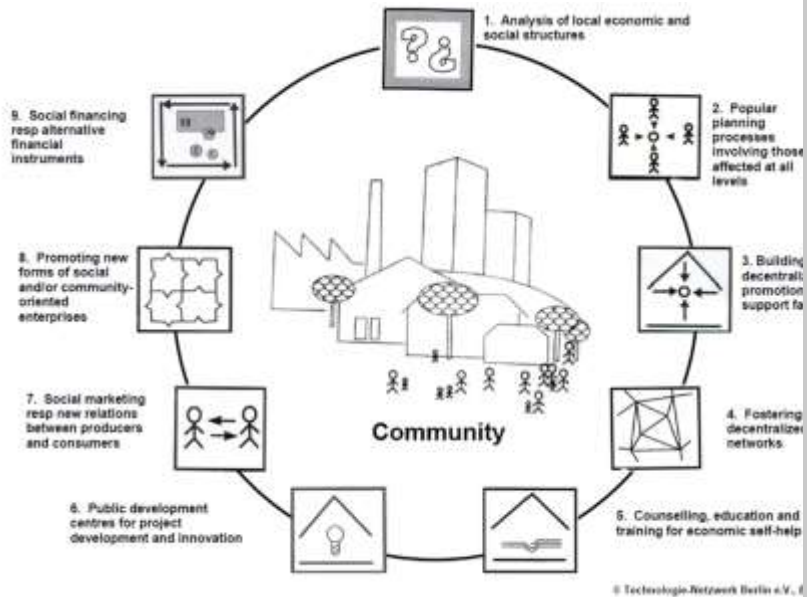 1. Analysis of local economic and
social structures
2. Popular
planning
processes
involving those
affected at all
levels
3. Building
decentraliz
promotion
support fa
4. Fostering
decentralized
networks
5. Counselling, education and
training for economic self-help
6. Public development
centres for project
development and innovation
7. Social marketing
resp new relations
between producers
and consumers
8. Promoting new
forms of social
and/or community-
oriented
enterprises
9. Social financing
resp alternative
financial
instruments
Community
© Technologie-Netzwerk Berlin e.V.,